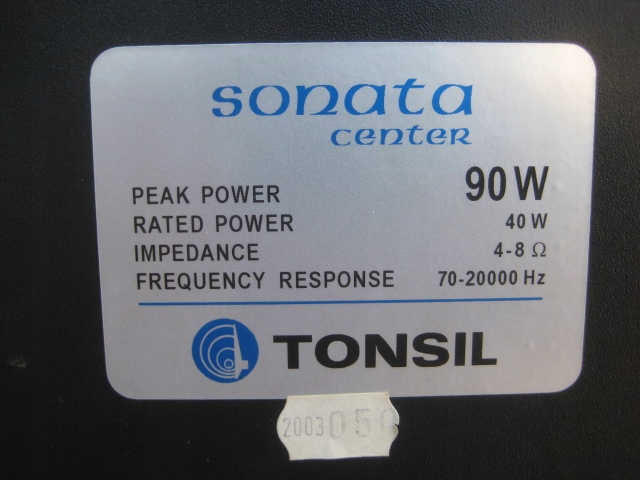 sonata
center
PEAK POWER 90 W
RATED POWER 40 W
IMPEDANCE 4-8 Ω
FREQUENCY RESPONSE 70-20000 Hz
TONSIL
2003